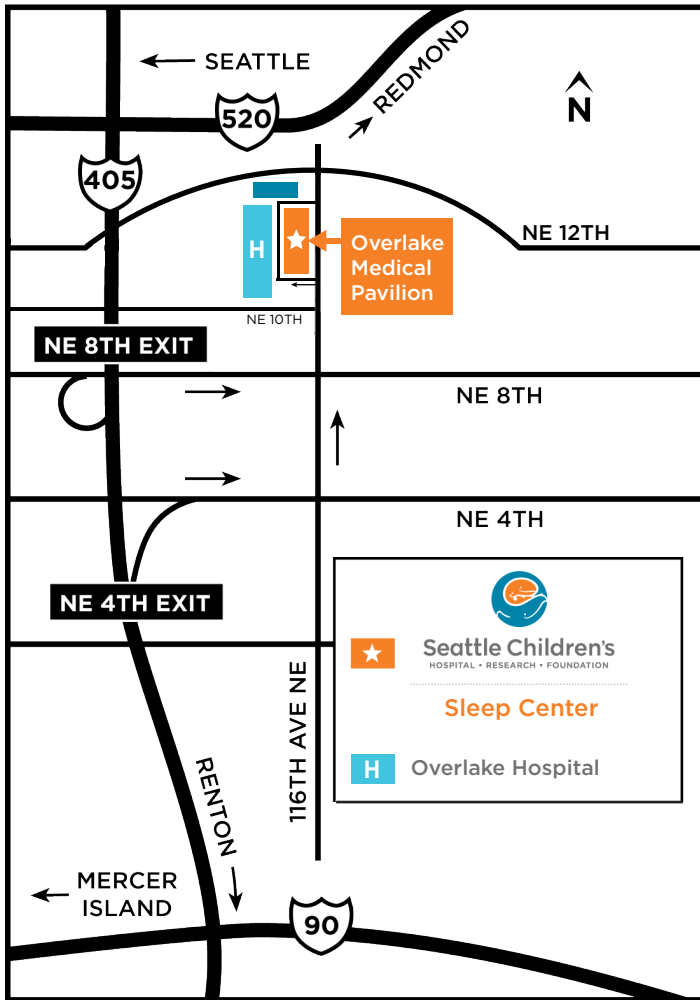 SEATTLE
REDMOND
520
N
405
NE 12TH
H
Overlake
Medical
Pavilion
NE 10TH
NE 8TH EXIT
NE 8TH
NE 4TH
NE 4TH EXIT
Seattle Children's
HOSPITAL • RESEARCH • FOUNDATION
Sleep Center
H Overlake Hospital
116TH AVE NE
RENTON
MERCER
ISLAND
90